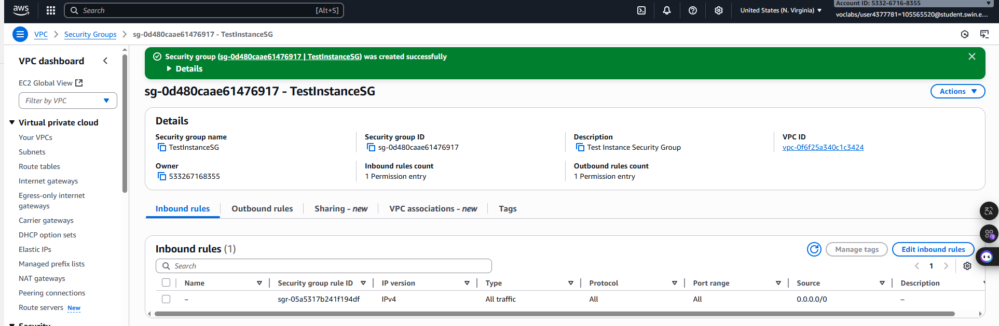 aws
Search
[Alt+S]
United States (N. Virginia)
Account ID: 5332-6716-8355
voclabs/user4377781=105565520@student.swin.e...
VPC
Security Groups
sg-0d480caae61476917 - TestInstanceSG
VPC dashboard
EC2 Global View
Filter by VPC
Virtual private cloud
Your VPCs
Subnets
Route tables
Internet gateways
Egress-only internet
gateways
Carrier gateways
DHCP option sets
Elastic IPs
Managed prefix lists
NAT gateways
Peering connections
Route servers New
Security
Security group (sg-0d480caae61476917 | TestInstanceSG) was created successfully
Details
sg-0d480caae61476917 - TestInstanceSG
Actions
Details
Security group name
TestInstanceSG
Security group ID
sg-0d480caae61476917
Description
Test Instance Security Group
VPC ID
vpc-0f6f25a340c1c3424
Owner
533267168355
Inbound rules count
1 Permission entry
Outbound rules count
1 Permission entry
Inbound rules
Outbound rules
Sharing - new
VPC associations - new
Tags
Inbound rules (1)
Manage tags
Edit inbound rules
Search
1
Name
Security group rule ID
IP version
Type
Protocol
Port range
Source
Description
–
sgr-05a5317b241f194df
IPv4
All traffic
All
All
0.0.0.0/0
–